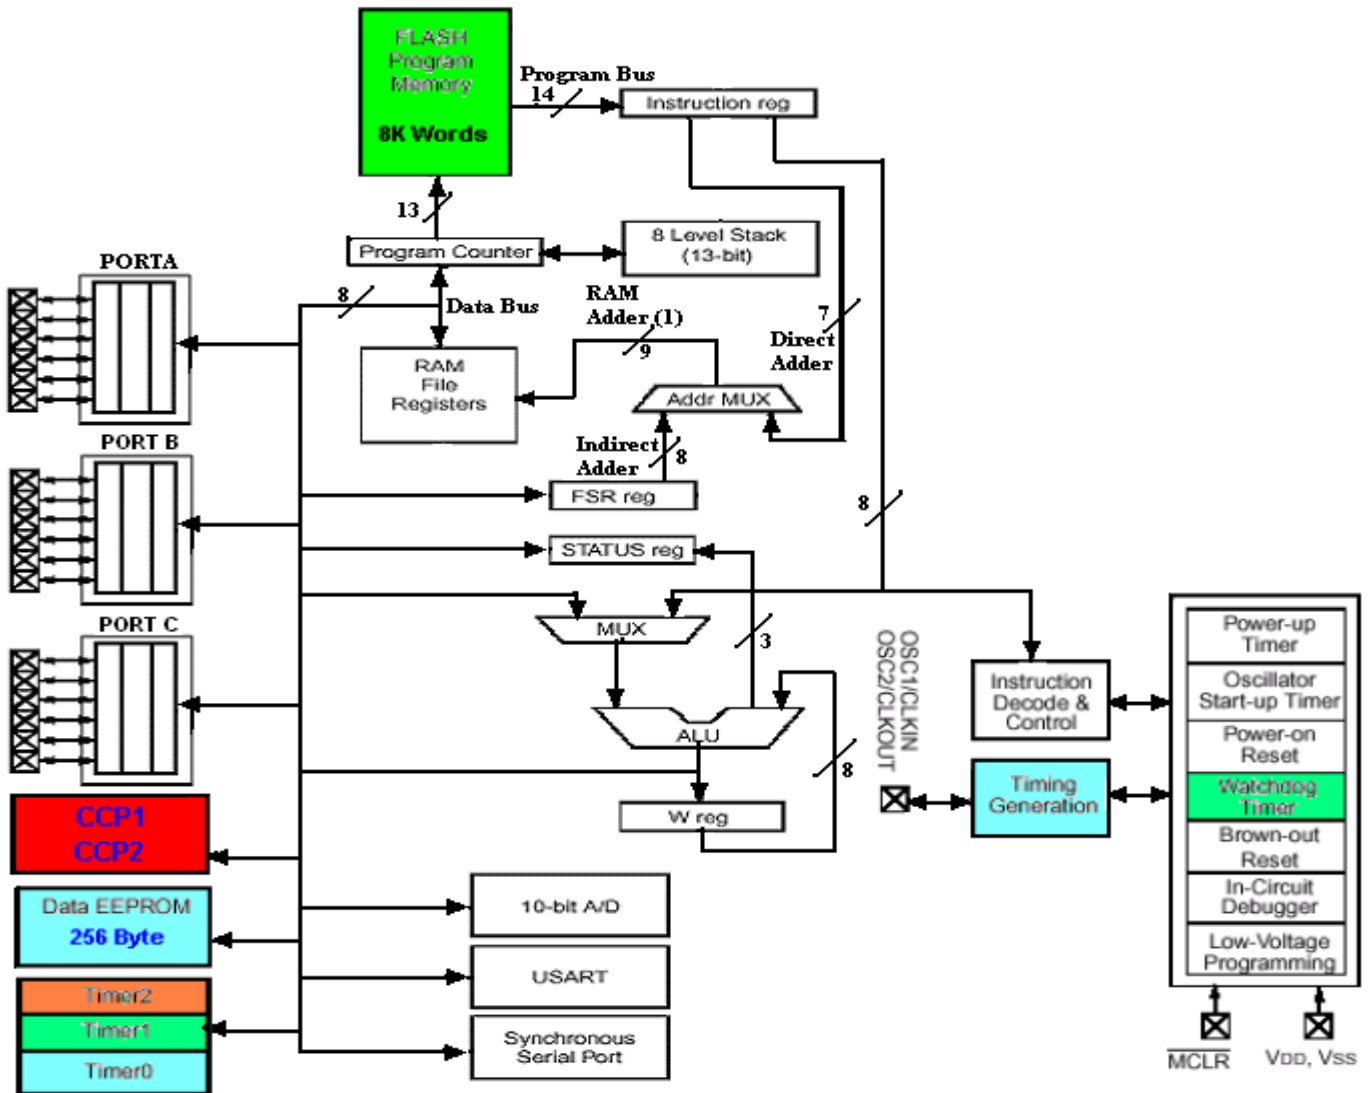 FLASH
Program
Memory
8K Words
Program Bus
14
Instruction reg
13
Program Counter
8 Level Stack
(13-bit)
PORTA
8
Data Bus
RAM
Adder (1)
9
7
Direct
Adder
RAM
File
Registers
Addr MUX
PORT B
Indirect
Adder
8
FSR reg
8
STATUS reg
PORT C
MUX
3
OSC1/CLKIN
OSC2/CLKOUT
Instruction
Decode &
Control
Power-up
Timer
Oscillator
Start-up Timer
Power-on
Reset
Watchdog
Timer
Brown-out
Reset
In-Circuit
Debugger
Low-Voltage
Programming
ALU
8
Timing
Generation
W reg
CCP1
CCP2
Data EEPROM
256 Byte
10-bit A/D
USART
Timer2
Timer1
Timer0
Synchronous
Serial Port
MCLR
VDD, VSS